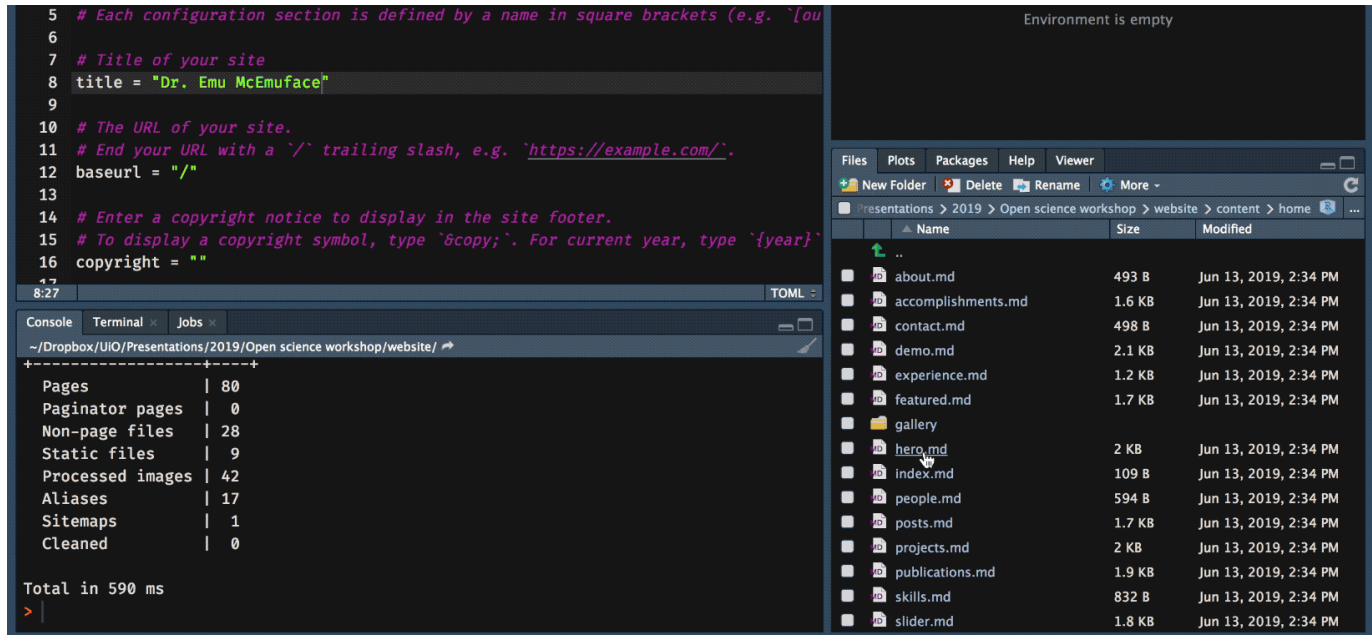 5 # Each configuration section is defined by a name in square brackets (e.g. `[ou
6
7 # Title of your site
8 title = "Dr. Emu McEmuface"
9
10 # The URL of your site.
11 # End your URL with a `/` trailing slash, e.g. `https://example.com/`.
12 baseurl = "/"
13
14 # Enter a copyright notice to display in the site footer.
15 # To display a copyright symbol, type `&copy;`. For current year, type `{year}`
16 copyright = ""
17
8:27 TOML
Console Terminal Jobs
~/Dropbox/UiO/Presentations/2019/Open science workshop/website/
+------------------+----+
Pages | 80
Paginator pages | 0
Non-page files | 28
Static files | 9
Processed images | 42
Aliases | 17
Sitemaps | 1
Cleaned | 0
Total in 590 ms
>
Environment is empty
Files Plots Packages Help Viewer
New Folder Delete Rename More
Presentations > 2019 > Open science workshop > website > content > home ...
Name Size Modified
..
about.md 493 B Jun 13, 2019, 2:34 PM
accomplishments.md 1.6 KB Jun 13, 2019, 2:34 PM
contact.md 498 B Jun 13, 2019, 2:34 PM
demo.md 2.1 KB Jun 13, 2019, 2:34 PM
experience.md 1.2 KB Jun 13, 2019, 2:34 PM
featured.md 1.7 KB Jun 13, 2019, 2:34 PM
gallery
hero.md 2 KB Jun 13, 2019, 2:34 PM
index.md 109 B Jun 13, 2019, 2:34 PM
people.md 594 B Jun 13, 2019, 2:34 PM
posts.md 1.7 KB Jun 13, 2019, 2:34 PM
projects.md 2 KB Jun 13, 2019, 2:34 PM
publications.md 1.9 KB Jun 13, 2019, 2:34 PM
skills.md 832 B Jun 13, 2019, 2:34 PM
slider.md 1.8 KB Jun 13, 2019, 2:34 PM